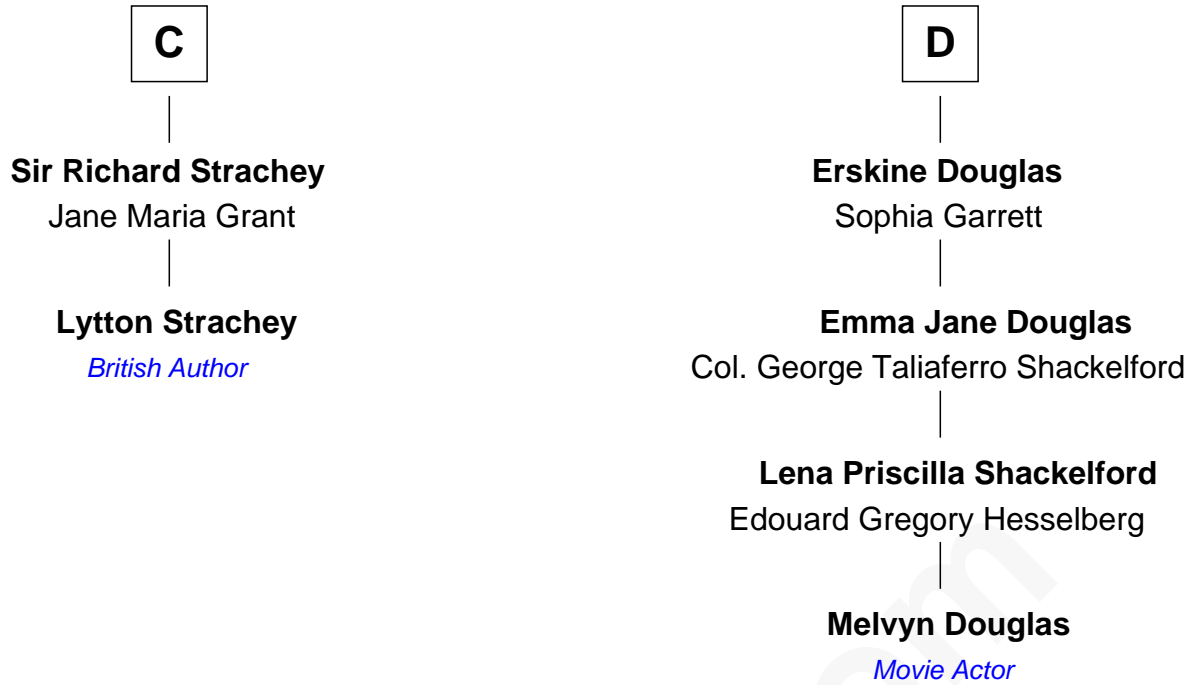 C
Sir Richard Strachey
Jane Maria Grant
Lytton Strachey
British Author
D
Erskine Douglas
Sophia Garrett
Emma Jane Douglas
Col. George Taliaferro Shackelford
Lena Priscilla Shackelford
Edouard Gregory Hesselberg
Melvyn Douglas
Movie Actor